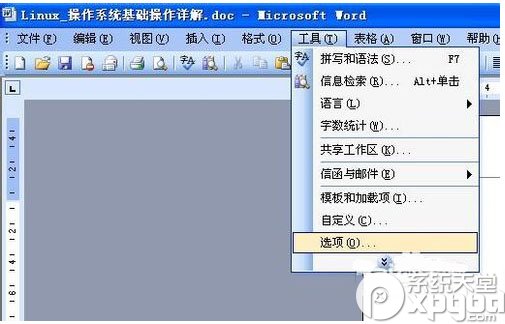 Linux_操作系统基础操作详解.doc - Microsoft Word
文件(F) 编辑(E) 视图(V) 插入(I) 格式(O) 工具(T) 表格(A) 窗口(W) 帮助(H
拼写和语法(S)... F7
信息检索(R)... Alt+单击
语言(L)
字数统计(W)...
共享工作区(K)...
信函与邮件(E)
模板和加载项(I)...
自定义(C)...
选项(O)...
4
L
4
2
2
系统天堂